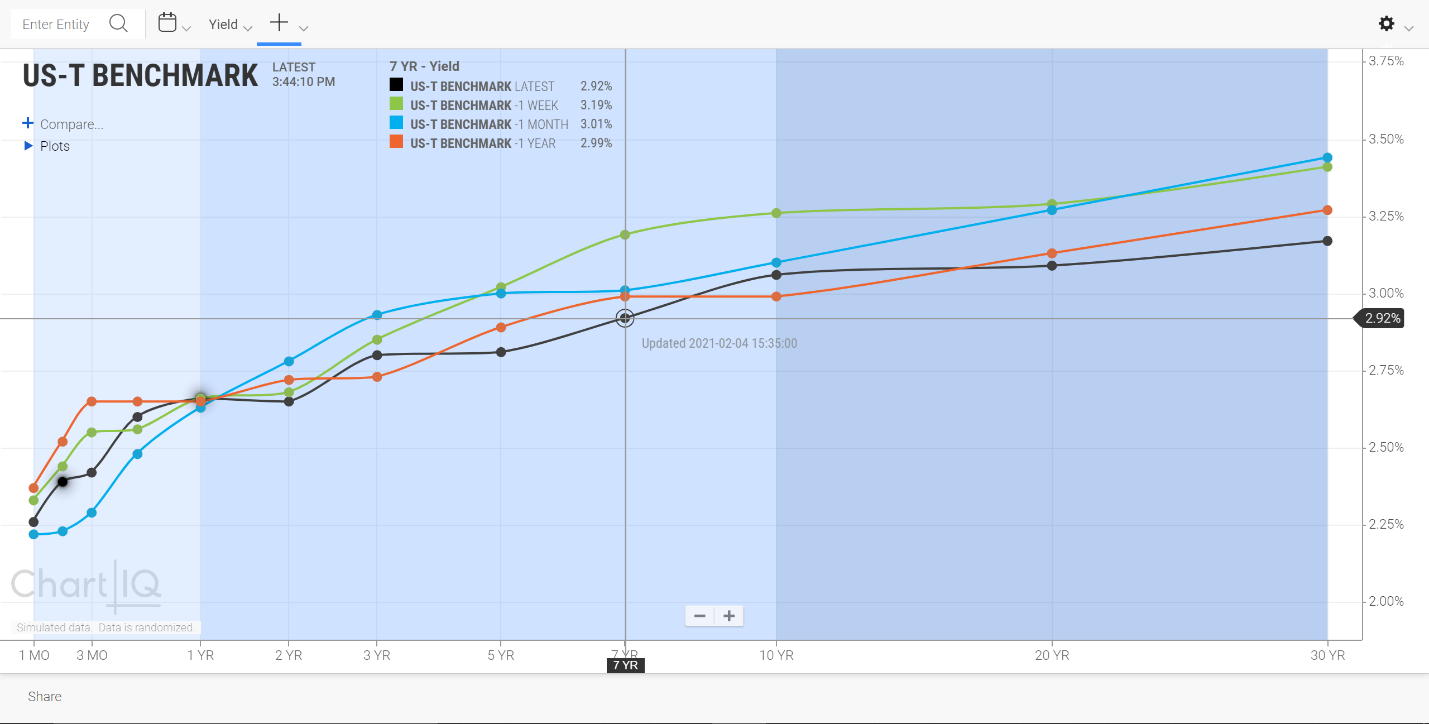 Enter Entity
Yield
US-T BENCHMARK
LATEST
3:44:10 PM
Compare...
Plots
7 YR - Yield
US-T BENCHMARK LATEST 2.92%
US-T BENCHMARK -1 WEEK 3.19%
US-T BENCHMARK -1 MONTH 3.01%
US-T BENCHMARK -1 YEAR 2.99%
3.75%
3.50%
3.25%
3.00%
2.92%
2.75%
2.50%
2.25%
2.00%
Updated 2021-02-04 15:35:00
Chart IQ
Simulated data. Data is randomized.
1 MO 3 MO 1 YR 2 YR 3 YR 5 YR 7 YR 10 YR 20 YR 30 YR
7 YR
Share